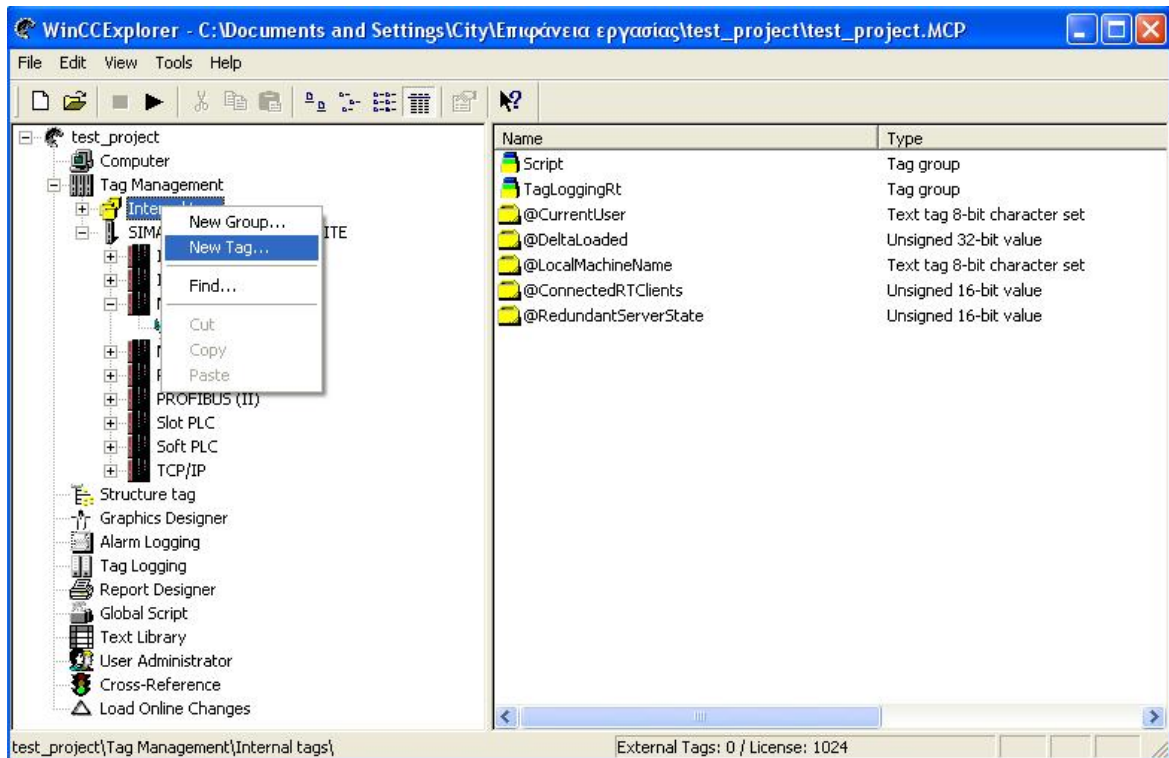 WinCCExplorer - C:\Documents and Settings\City\Επιφάνεια εργασίας\test_project\test_project.MCP
File Edit View Tools Help
test_project
Computer
Tag Management
Inter
SIMA
ITE
New Group...
New Tag...
Find...
Cut
Copy
Paste
PROFIBUS (II)
Slot PLC
Soft PLC
TCP/IP
Structure tag
Graphics Designer
Alarm Logging
Tag Logging
Report Designer
Global Script
Text Library
User Administrator
Cross-Reference
Load Online Changes
Name Type
Script Tag group
TagLoggingRt Tag group
@CurrentUser Text tag 8-bit character set
@DeltaLoaded Unsigned 32-bit value
@LocalMachineName Text tag 8-bit character set
@ConnectedRTClients Unsigned 16-bit value
@RedundantServerState Unsigned 16-bit value
test_project\Tag Management\Internal tags\ External Tags: 0 / License: 1024